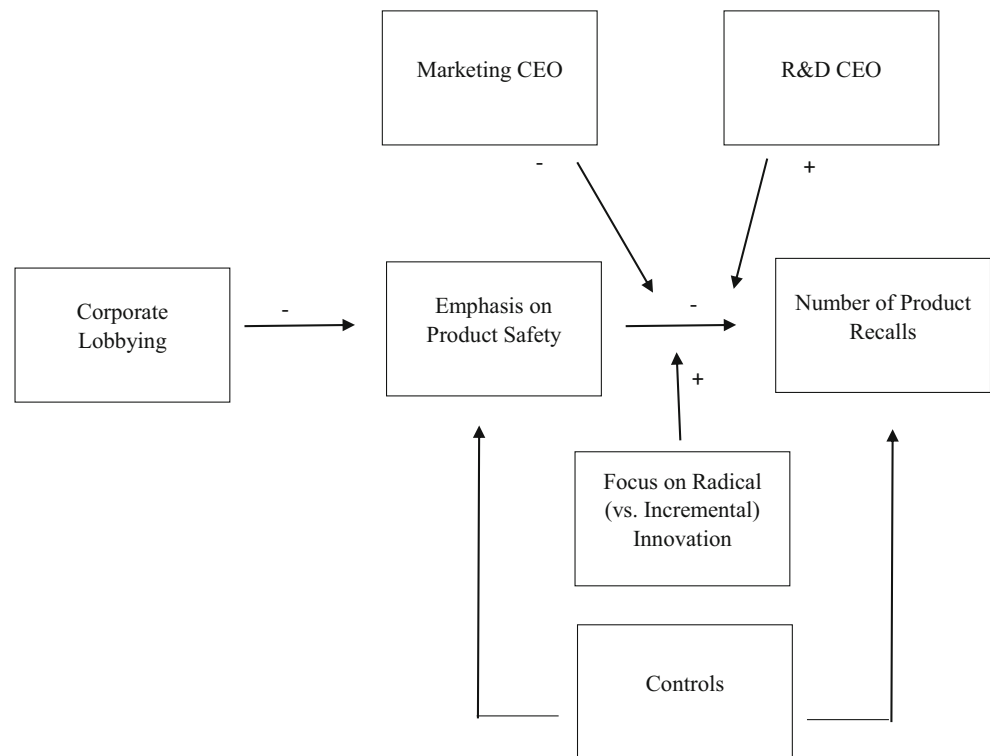 Marketing CEO
R&D CEO
-
+
Corporate
Lobbying
-
Emphasis on
Product Safety
-
Number of Product
Recalls
+
Focus on Radical
(vs. Incremental)
Innovation
Controls